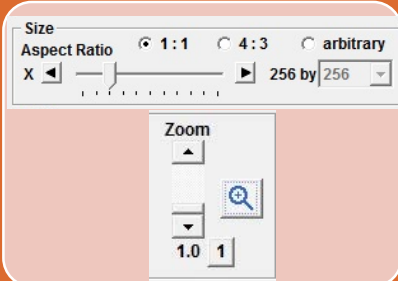 Size
Aspect Ratio 1 : 1 4 : 3 arbitrary
X 256 by 256
Zoom
1.0 1